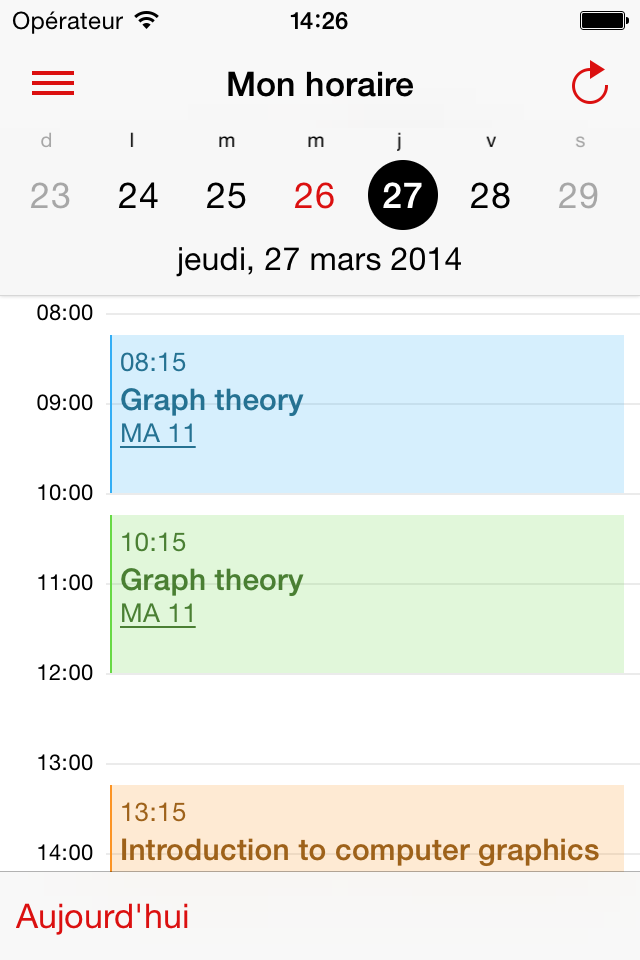 Opérateur 14:26
Mon horaire
d l m m j v s
23 24 25 26 27 28 29
jeudi, 27 mars 2014
08:00
08:15
09:00 Graph theory
MA 11
10:00
10:15
11:00 Graph theory
MA 11
12:00
13:00
13:15
14:00 Introduction to computer graphics
Aujourd'hui